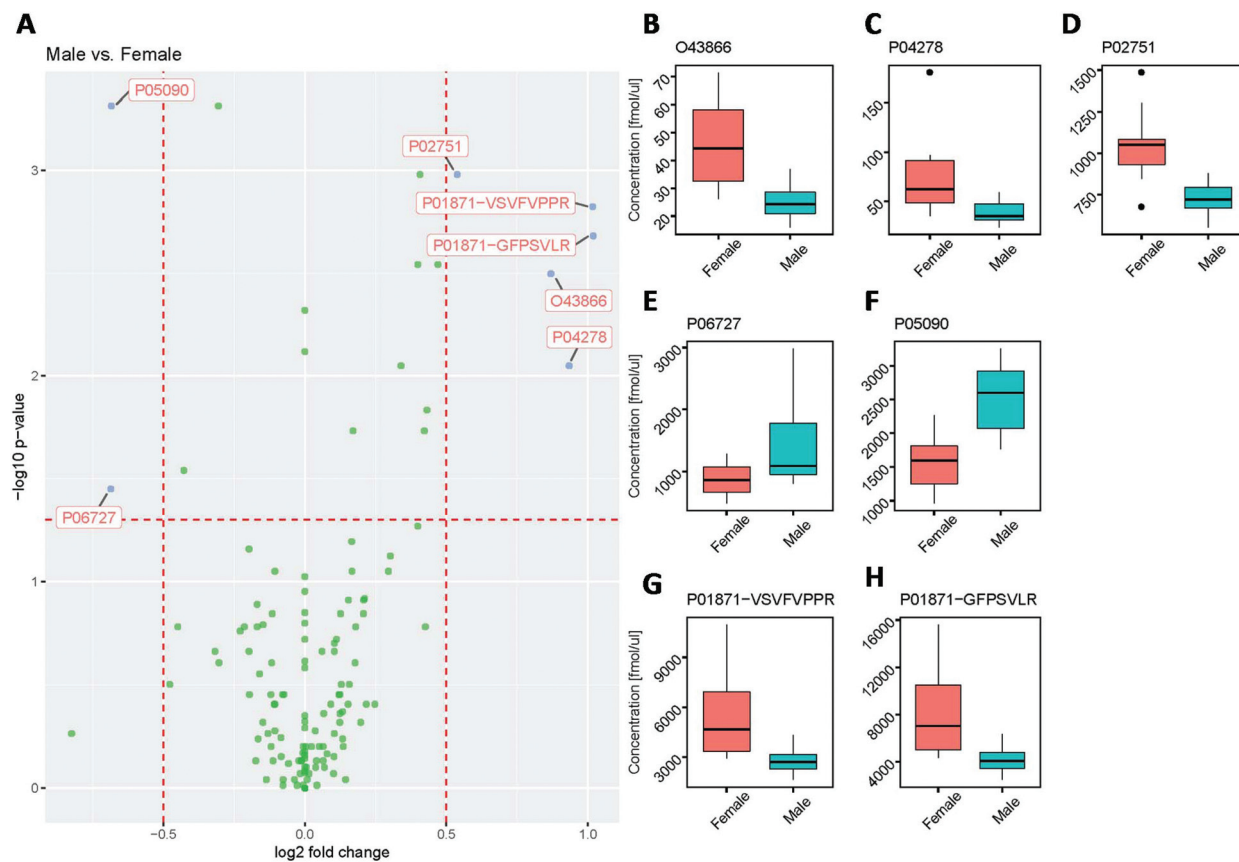 A
Male vs. Female
P05090
P02751
P01871-VSVFVPPR
P01871-GFPSVLR
O43866
P04278
P06727
3
2
1
0
-log10 p-value
-0.5
0.0
0.5
1.0
log2 fold change
B
O43866
Concentration [fmol/ul]
70
60
50
40
30
20
Female
Male
C
P04278
150
100
50
Female
Male
D
P02751
1500
1250
1000
750
Female
Male
E
P06727
Concentration [fmol/ul]
3000
2000
1000
Female
Male
F
P05090
3000
2500
2000
1500
1000
Female
Male
G
P01871-VSVFVPPR
Concentration [fmol/ul]
9000
6000
3000
Female
Male
H
P01871-GFPSVLR
16000
12000
8000
4000
Female
Male